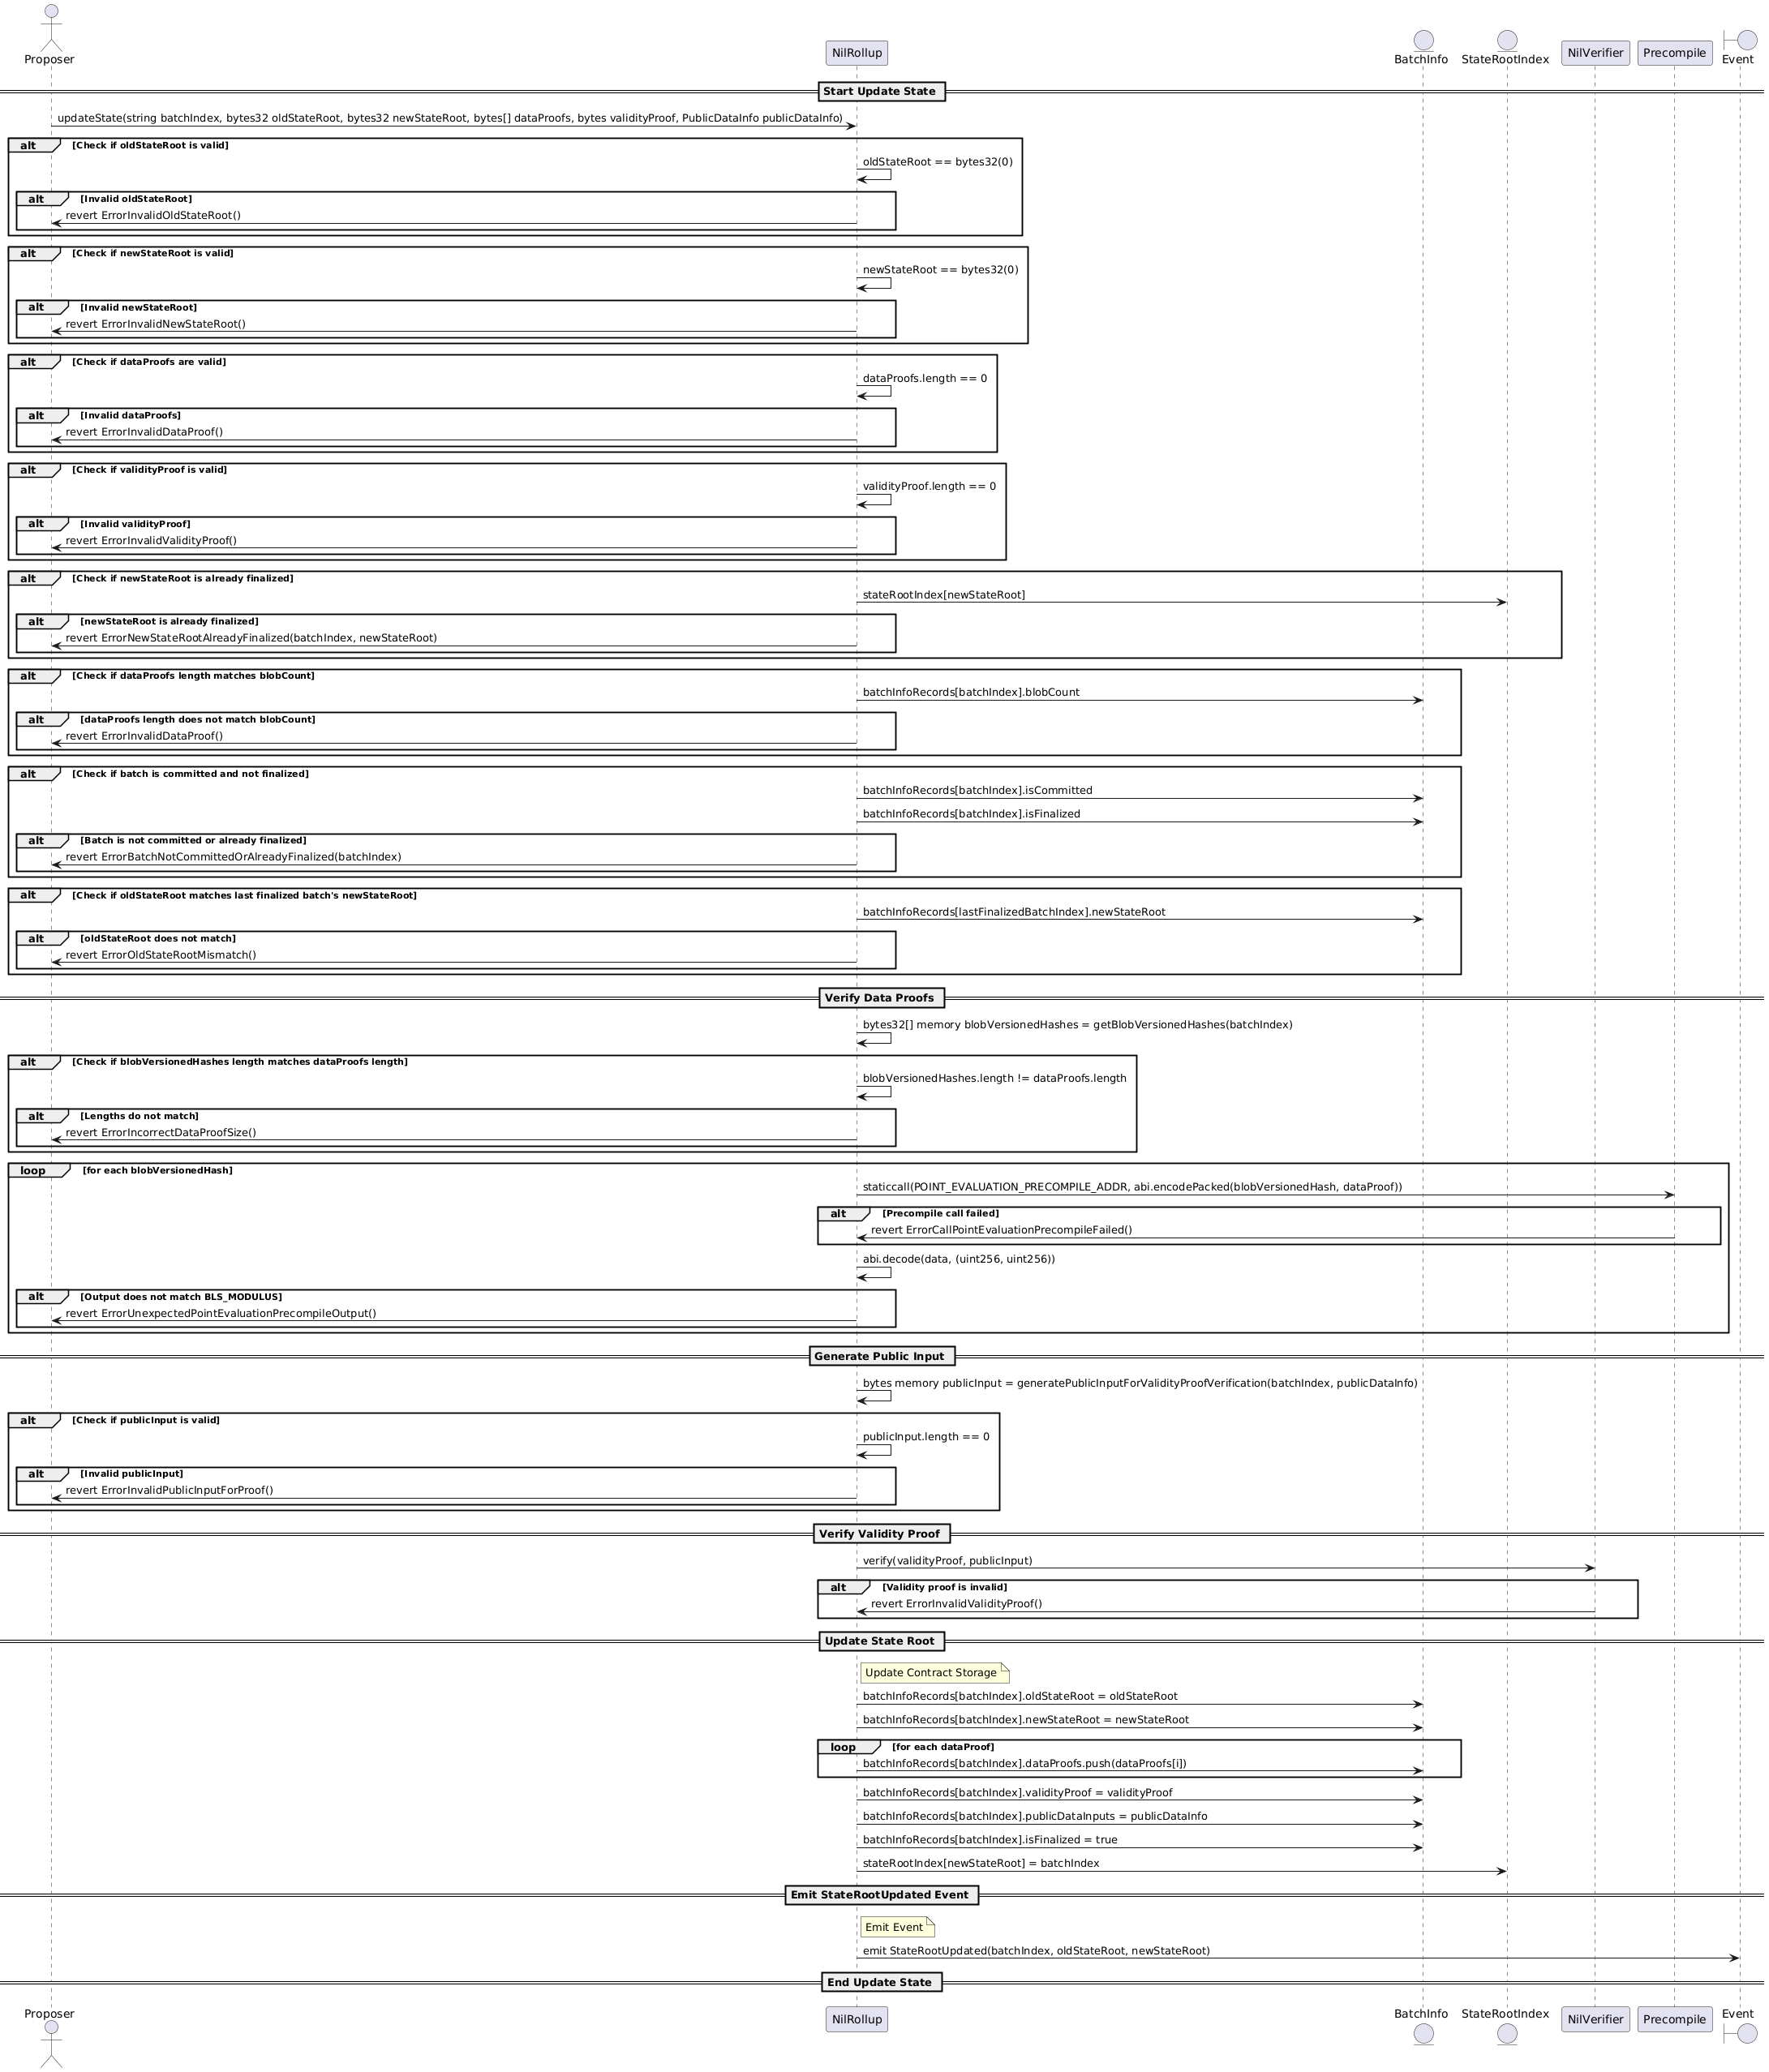 Proposer
NilRollup
BatchInfo
StateRootIndex
NilVerifier
Precompile
Event
Start Update State
updateState(string batchIndex, bytes32 oldStateRoot, bytes32 newStateRoot, bytes[] dataProofs, bytes validityProof, PublicDataInfo publicDataInfo)
alt [Check if oldStateRoot is valid]
oldStateRoot == bytes32(0)
alt [Invalid oldStateRoot]
revert ErrorInvalidOldStateRoot()
alt [Check if newStateRoot is valid]
newStateRoot == bytes32(0)
alt [Invalid newStateRoot]
revert ErrorInvalidNewStateRoot()
alt [Check if dataProofs are valid]
dataProofs.length == 0
alt [Invalid dataProofs]
revert ErrorInvalidDataProof()
alt [Check if validityProof is valid]
validityProof.length == 0
alt [Invalid validityProof]
revert ErrorInvalidValidityProof()
alt [Check if newStateRoot is already finalized]
stateRootIndex[newStateRoot]
alt [newStateRoot is already finalized]
revert ErrorNewStateRootAlreadyFinalized(batchIndex, newStateRoot)
alt [Check if dataProofs length matches blobCount]
batchInfoRecords[batchIndex].blobCount
alt [dataProofs length does not match blobCount]
revert ErrorInvalidDataProof()
alt [Check if batch is committed and not finalized]
batchInfoRecords[batchIndex].isCommitted
batchInfoRecords[batchIndex].isFinalized
alt [Batch is not committed or already finalized]
revert ErrorBatchNotCommittedOrAlreadyFinalized(batchIndex)
alt [Check if oldStateRoot matches last finalized batch's newStateRoot]
batchInfoRecords[lastFinalizedBatchIndex].newStateRoot
alt [oldStateRoot does not match]
revert ErrorOldStateRootMismatch()
Verify Data Proofs
bytes32[] memory blobVersionedHashes = getBlobVersionedHashes(batchIndex)
alt [Check if blobVersionedHashes length matches dataProofs length]
blobVersionedHashes.length != dataProofs.length
alt [Lengths do not match]
revert ErrorIncorrectDataProofSize()
loop [for each blobVersionedHash]
staticcall(POINT_EVALUATION_PRECOMPILE_ADDR, abi.encodePacked(blobVersionedHash, dataProof))
alt [Precompile call failed]
revert ErrorCallPointEvaluationPrecompileFailed()
abi.decode(data, (uint256, uint256))
alt [Output does not match BLS_MODULUS]
revert ErrorUnexpectedPointEvaluationPrecompileOutput()
Generate Public Input
bytes memory publicInput = generatePublicInputForValidityProofVerification(batchIndex, publicDataInfo)
alt [Check if publicInput is valid]
publicInput.length == 0
alt [Invalid publicInput]
revert ErrorInvalidPublicInputForProof()
Verify Validity Proof
verify(validityProof, publicInput)
alt [Validity proof is invalid]
revert ErrorInvalidValidityProof()
Update State Root
Update Contract Storage
batchInfoRecords[batchIndex].oldStateRoot = oldStateRoot
batchInfoRecords[batchIndex].newStateRoot = newStateRoot
loop [for each dataProof]
batchInfoRecords[batchIndex].dataProofs.push(dataProofs[i])
batchInfoRecords[batchIndex].validityProof = validityProof
batchInfoRecords[batchIndex].publicDataInputs = publicDataInfo
batchInfoRecords[batchIndex].isFinalized = true
stateRootIndex[newStateRoot] = batchIndex
Emit StateRootUpdated Event
Emit Event
emit StateRootUpdated(batchIndex, oldStateRoot, newStateRoot)
End Update State
Proposer
NilRollup
BatchInfo
StateRootIndex
NilVerifier
Precompile
Event